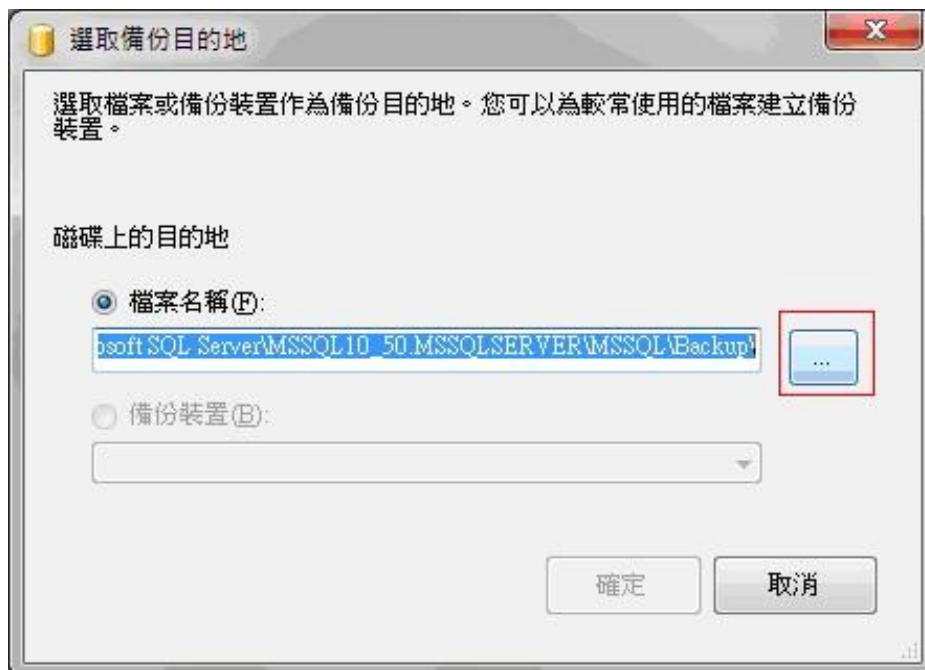 選取備份目的地
選取檔案或備份裝置作為備份目的地。您可以為較常使用的檔案建立備份
裝置。
磁碟上的目的地
檔案名稱(F):
osoft SQL Server\MSSQL10_50.MSSQLSERVER\MSSQL\Backup\
...
備份裝置(B):
確定
取消